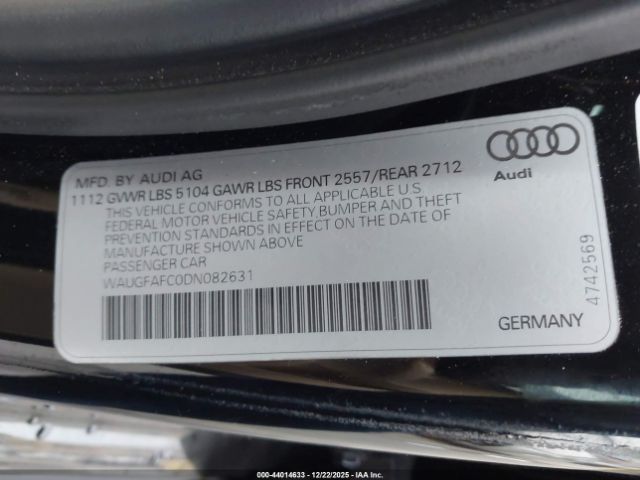 MFD. BY AUDI AG
1112 GVWR LBS 5104 GAWR LBS FRONT 2557/REAR 2712
THIS VEHICLE CONFORMS TO ALL APPLICABLE U.S.
FEDERAL MOTOR VEHICLE SAFETY, BUMPER AND THEFT
PREVENTION STANDARDS IN EFFECT ON THE DATE OF
MANUFACTURE SHOWN ABOVE
PASSENGER CAR
WAUGFAFC0DN082631
Audi
4742569
GERMANY
000-44014633 - 12/22/2025 - IAAI.COM